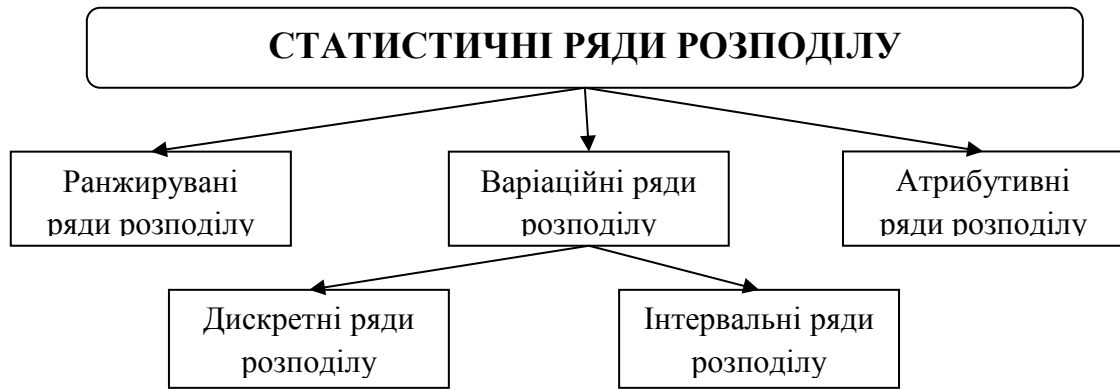 СТАТИСТИЧНІ РЯДИ РОЗПОДІЛУ
Ранжирувані
ряди розподілу
Варіаційні ряди
розподілу
Атрибутивні
ряди розподілу
Дискретні ряди
розподілу
Інтервальні ряди
розподілу